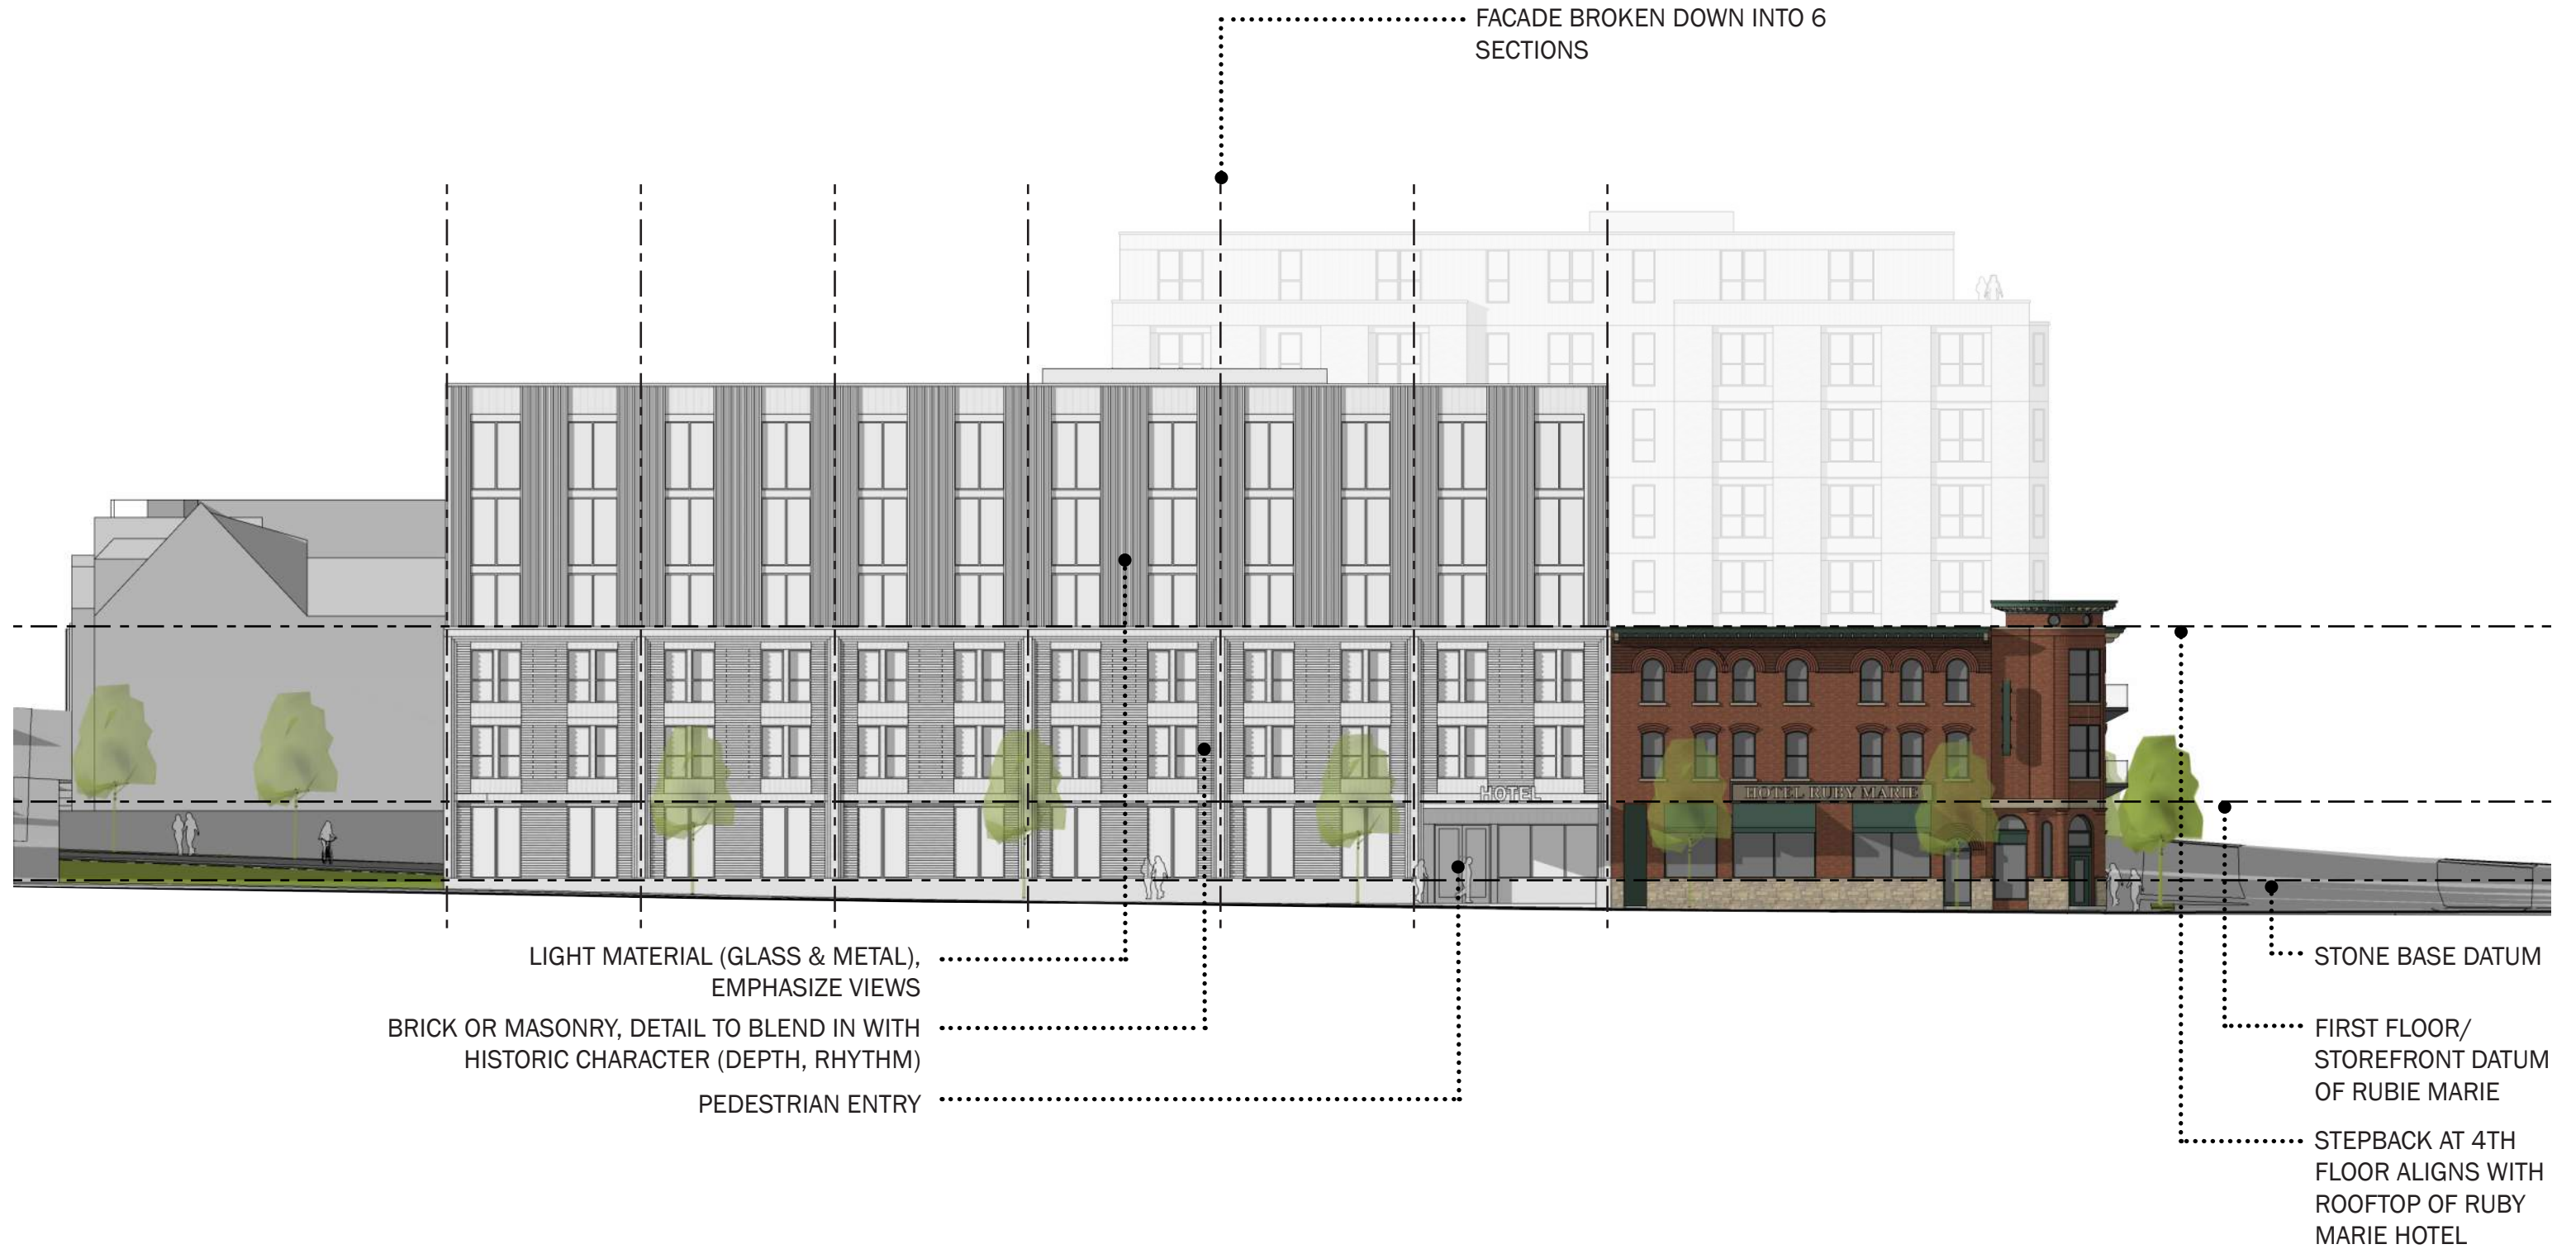 FACADE BROKEN DOWN INTO 6
SECTIONS
HOTEL
HOTEL RUBY MARIE
LIGHT MATERIAL (GLASS & METAL),
EMPHASIZE VIEWS
BRICK OR MASONRY, DETAIL TO BLEND IN WITH
HISTORIC CHARACTER (DEPTH, RHYTHM)
PEDESTRIAN ENTRY
STONE BASE DATUM
FIRST FLOOR/
STOREFRONT DATUM
OF RUBIE MARIE
STEPBACK AT 4TH
FLOOR ALIGNS WITH
ROOFTOP OF RUBY
MARIE HOTEL